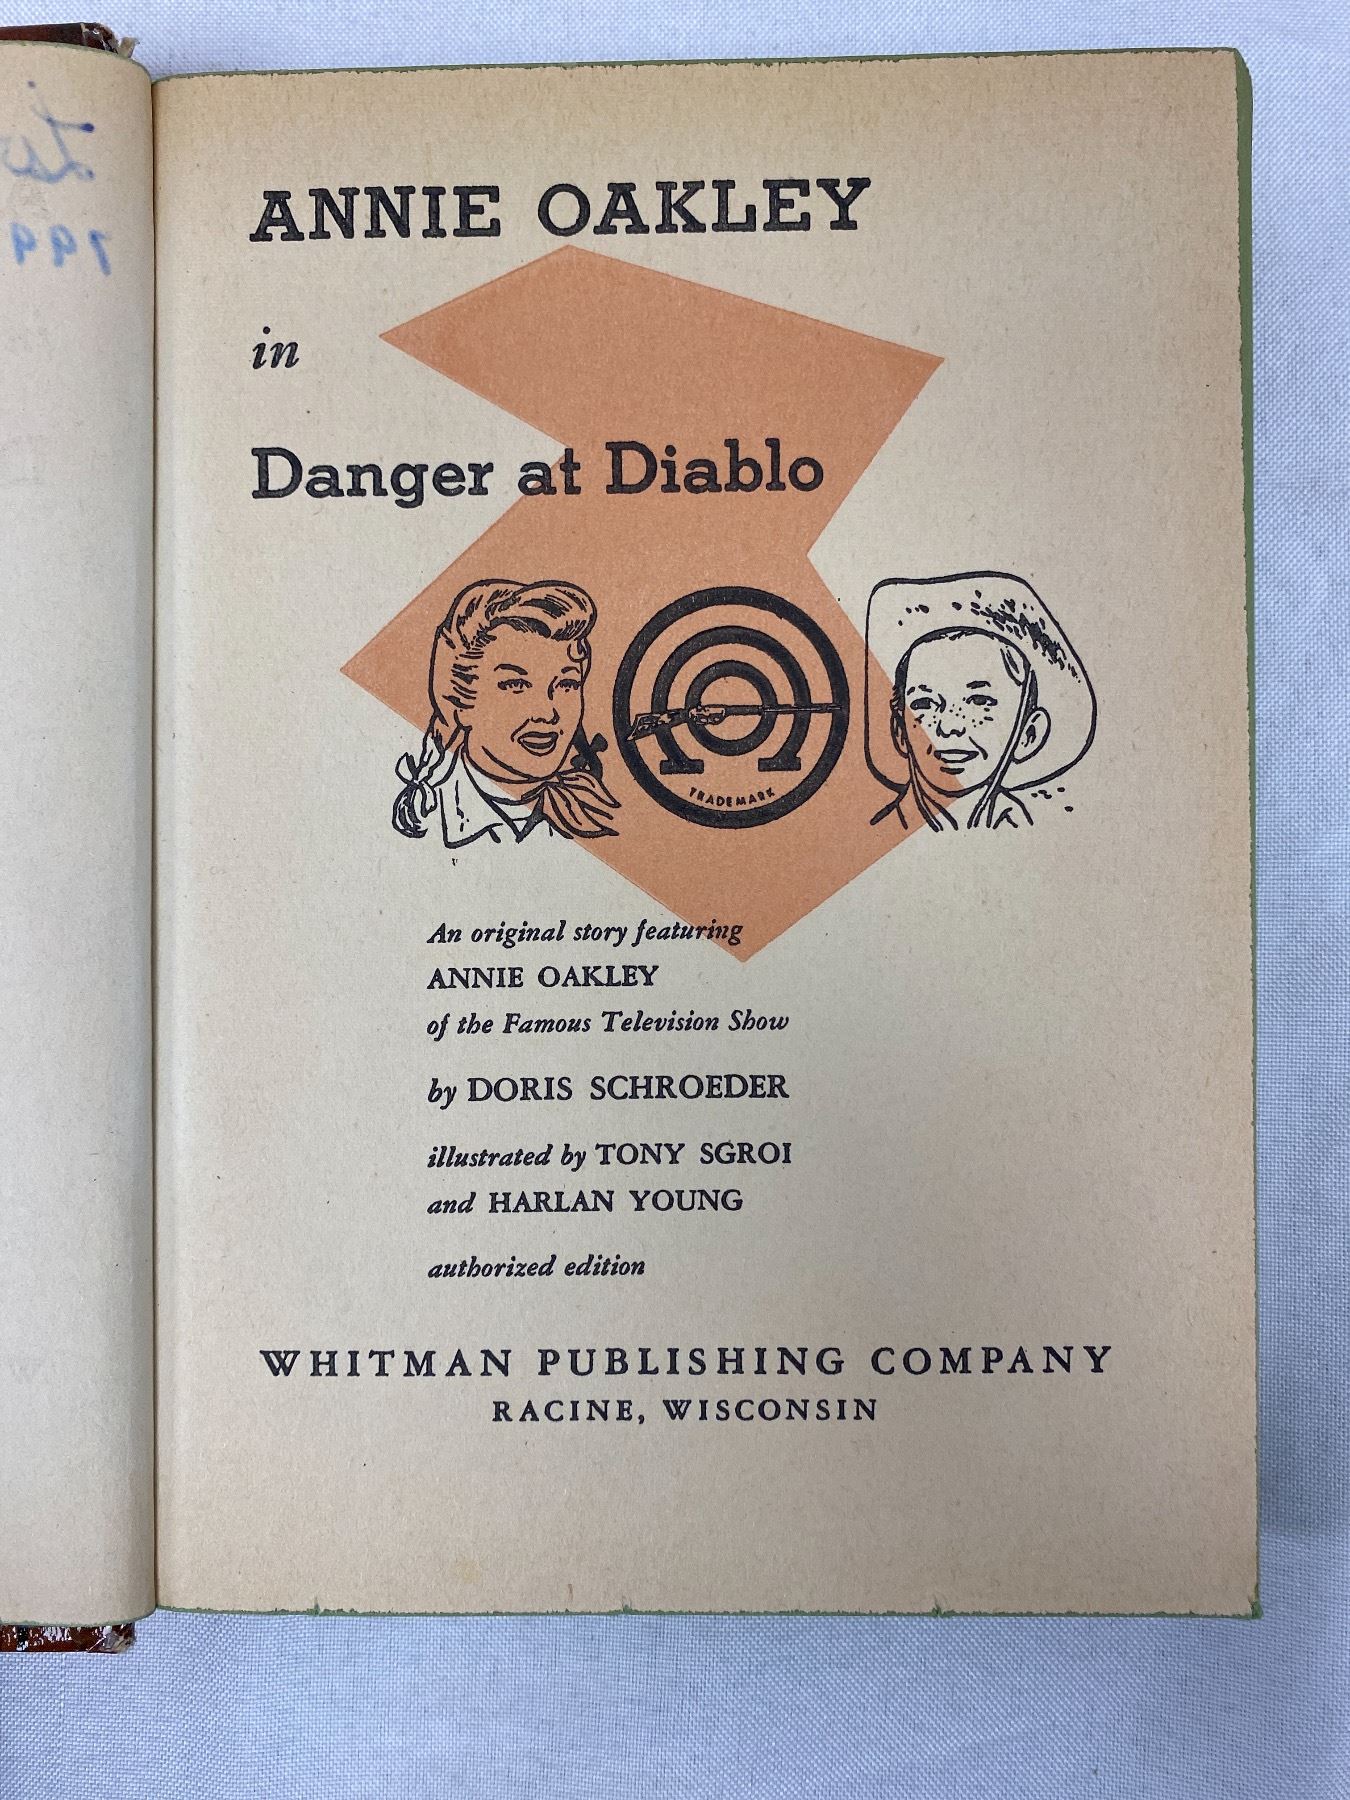 ANNIE OAKLEY
in
Danger at Diablo
TRADEMARK
An original story featuring
ANNIE OAKLEY
of the Famous Television Show
by DORIS SCHROEDER
illustrated by TONY SGROI
and HARLAN YOUNG
authorized edition
WHITMAN PUBLISHING COMPANY
RACINE, WISCONSIN